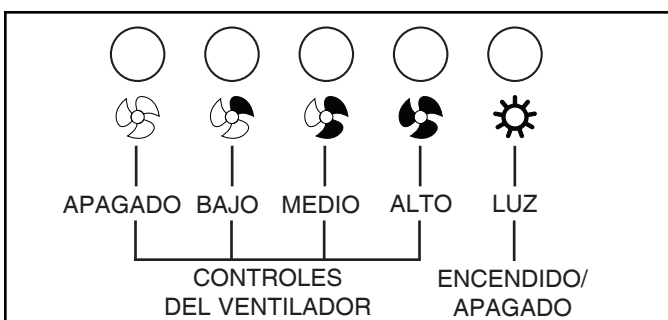 APAGADO BAJO MEDIO ALTO LUZ
CONTROLES
DEL VENTILADOR
ENCENDIDO/
APAGADO